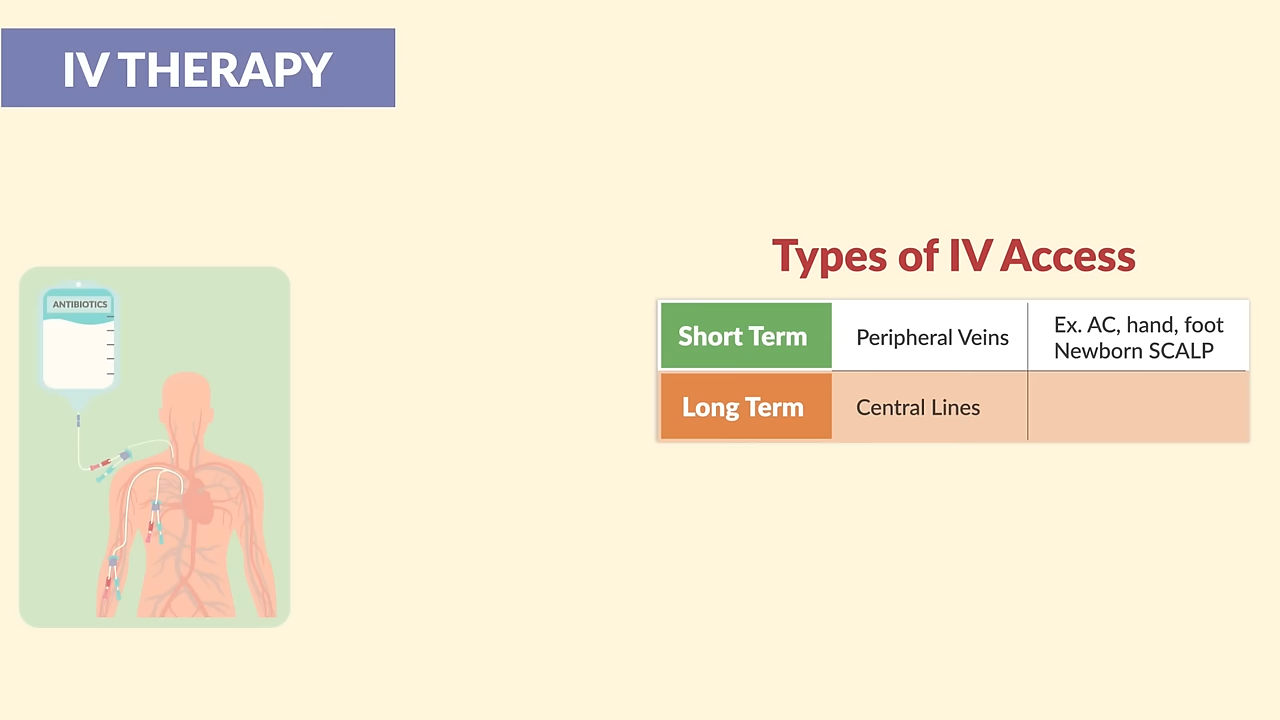 IV THERAPY
ANTIBIOTICS
Types of IV Access
Short Term
Peripheral Veins
Ex. AC, hand, foot
Newborn SCALP
Long Term
Central Lines